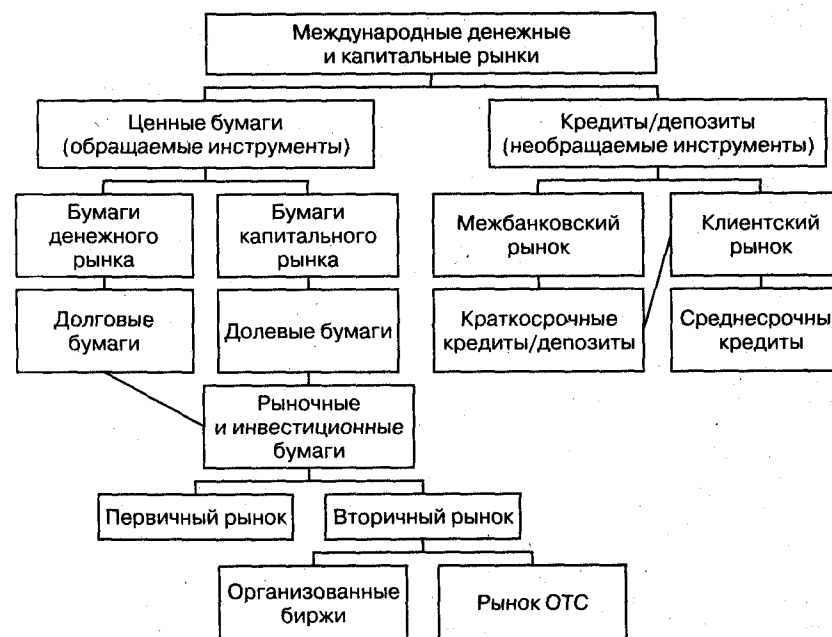 Международные денежные
и капитальные рынки
Ценные бумаги
(обращаемые инструменты)
Кредиты/депозиты
(необращаемые инструменты)
Бумаги
денежного
рынка
Бумаги
капитального
рынка
Межбанковский
рынок
Клиентский
рынок
Долговые
бумаги
Долевые бумаги
Краткосрочные
кредиты/депозиты
Среднесрочны
кредиты
Рыночные
и инвестиционные
бумаги
Первичный рынок
Вторичный рынок
Организованные
биржи
Рынок ОТС